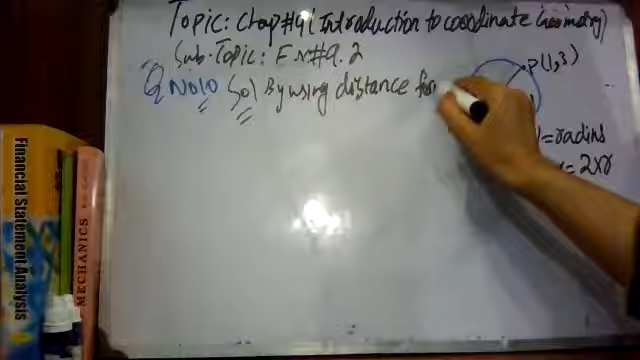 Topic: Chap#9 (Introduction to coordinate Geometry)
Sub-Topic: Ex#9.2
Q No10 Sol By using distance for
P(1,3)
=radius
= 2xr
Financial Statement Analysis
MECHANICS